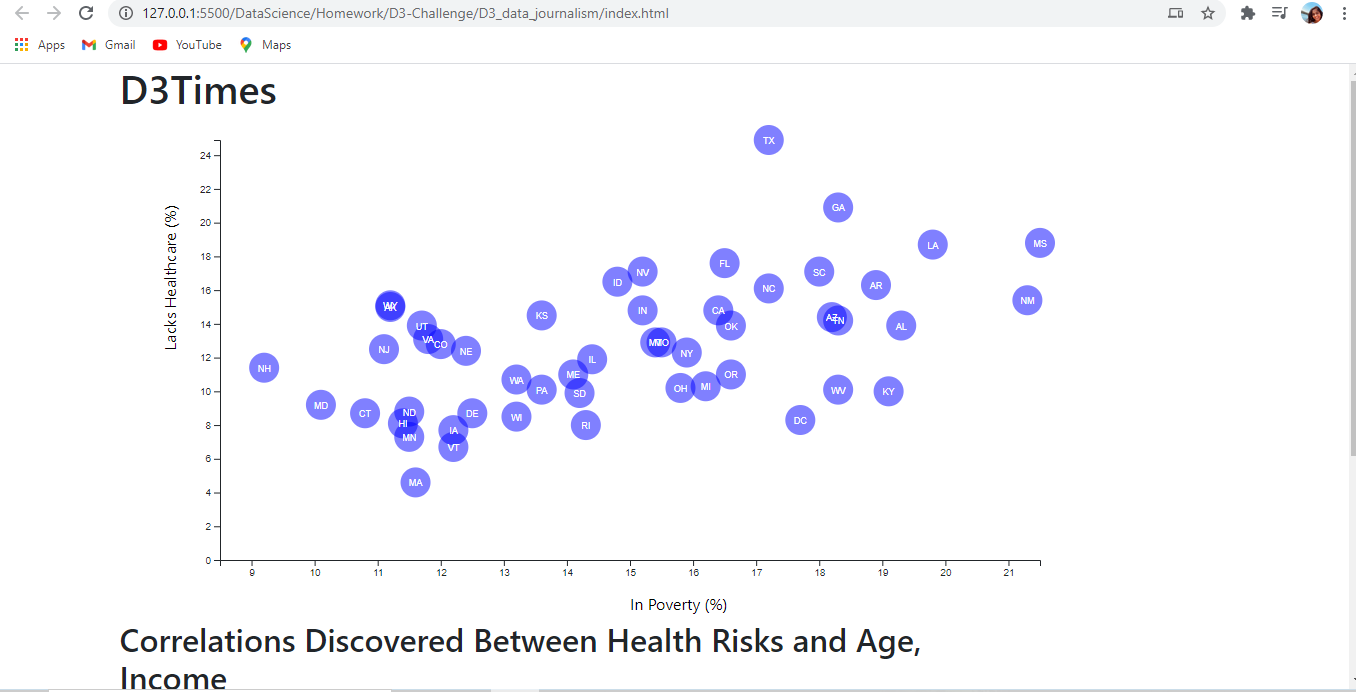 127.0.0.1:5500/DataScience/Homework/D3-Challenge/D3_data_journalism/index.html
Apps Gmail YouTube Maps
D3Times
TX
24
22
GA
20
LA MS
18
FL
NV SC
ID AR
16 NC
NM
WY
KS IN CA
14 UT AZ TN
OK AL
VA CO MO
NJ NE NY
12 IL
NH ME OR
WA
10 PA SD OH MI WV KY
MD
CT ND DE WI
8 HI RI DC
MN IA
VT
6
MA
4
2
0
Lacks Healthcare (%)
9 10 11 12 13 14 15 16 17 18 19 20 21
In Poverty (%)
Correlations Discovered Between Health Risks and Age,
Income